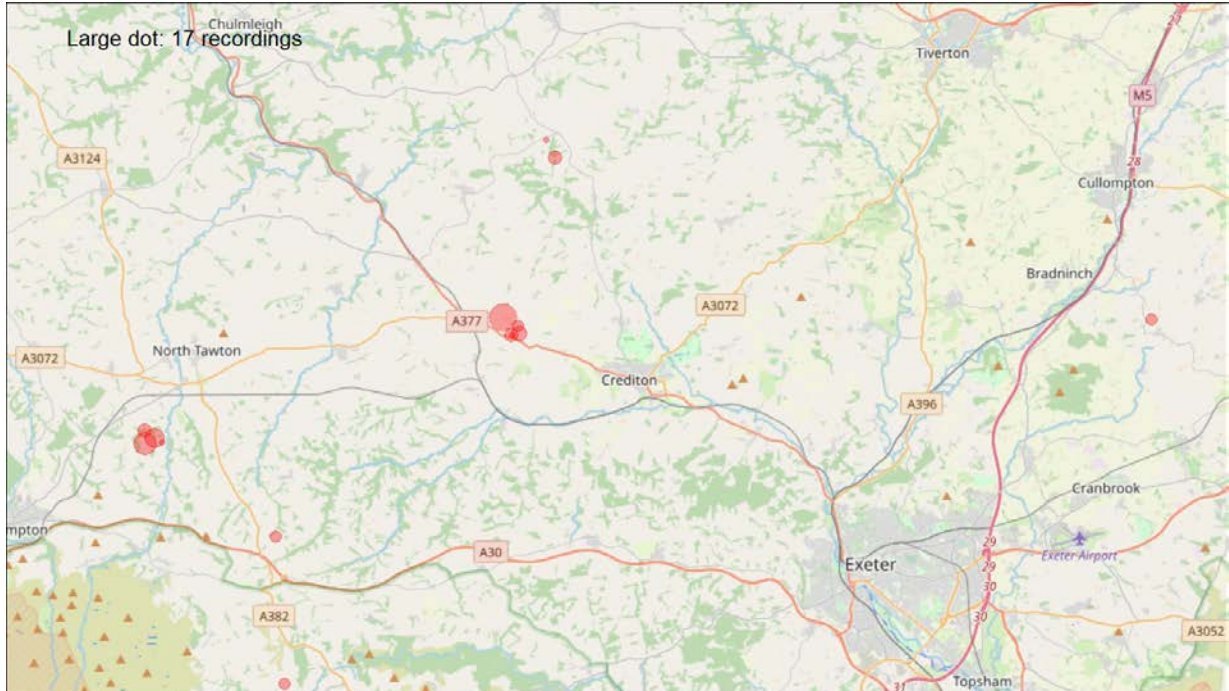 Chulmleigh
Large dot: 17 recordings
Tiverton
27
M5
A3124
28
Cullompton
Bradninch
A3072
A377
North Tawton
A3072
Crediton
A396
Cranbrook
mpton
29
Exeter Airport
A30
Exeter
29
30
A382
30
A3052
Topsham
31